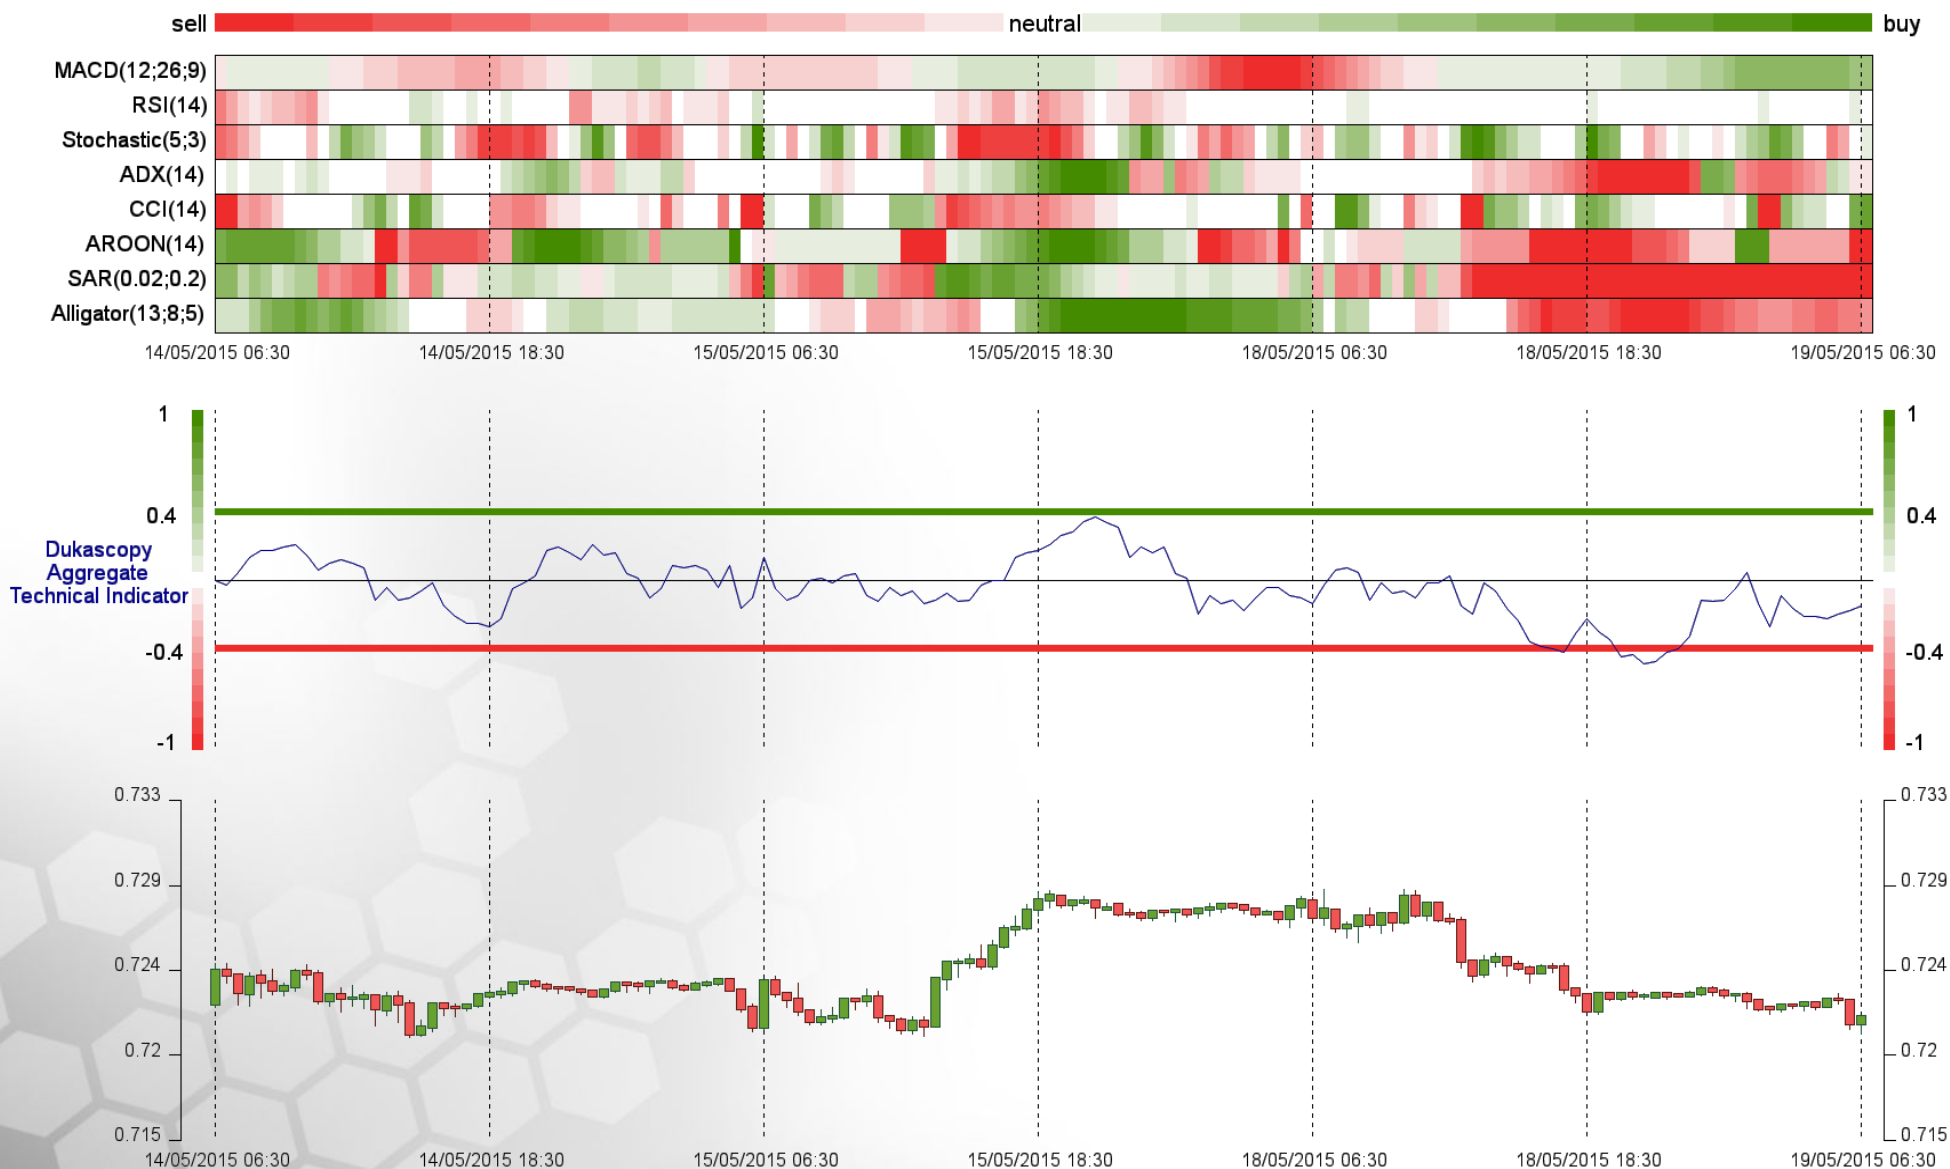 sell neutral buy
MACD(12;26;9)
RSI(14)
Stochastic(5;3)
ADX(14)
CCI(14)
AROON(14)
SAR(0.02;0.2)
Alligator(13;8;5)
14/05/2015 06:30 14/05/2015 18:30 15/05/2015 06:30 15/05/2015 18:30 18/05/2015 06:30 18/05/2015 18:30 19/05/2015 06:30
1 1
0.4 0.4
Dukascopy
Aggregate
Technical Indicator
-0.4 -0.4
-1 -1
0.733 0.733
0.729 0.729
0.724 0.724
0.72 0.72
0.715 0.715
14/05/2015 06:30 14/05/2015 18:30 15/05/2015 06:30 15/05/2015 18:30 18/05/2015 06:30 18/05/2015 18:30 19/05/2015 06:30